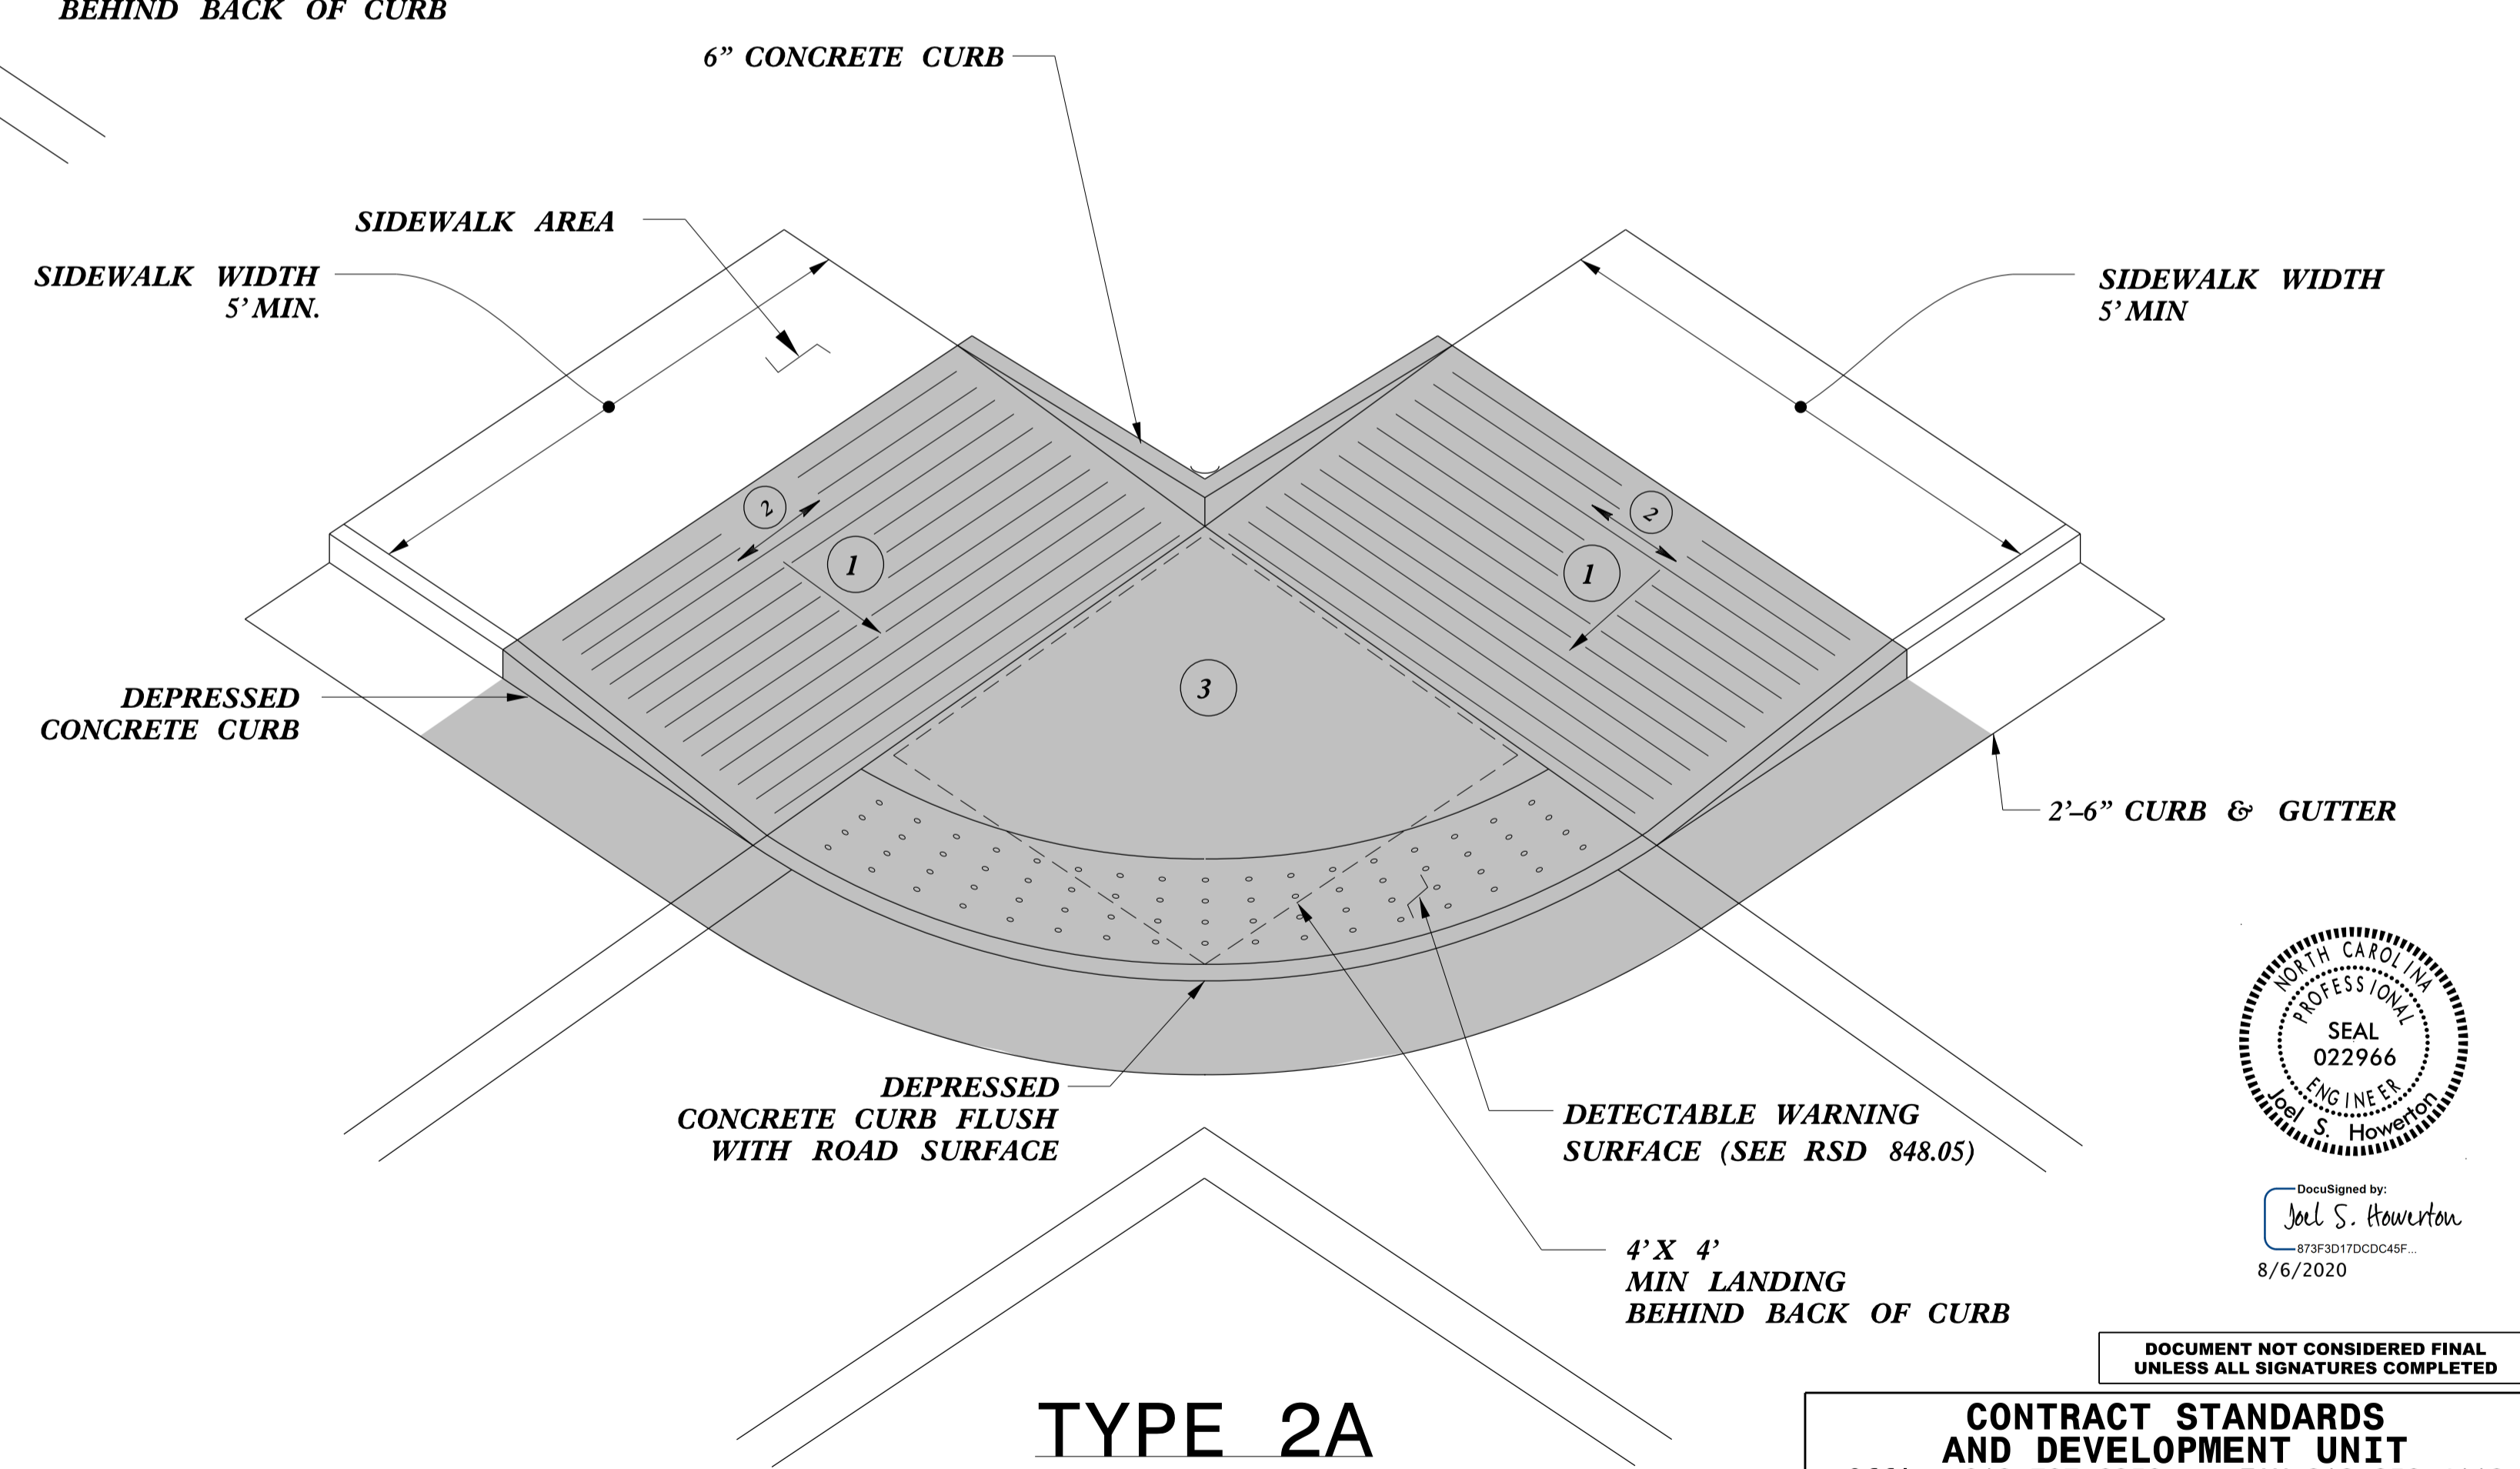 BEHIND BACK OF CURB
6” CONCRETE CURB
SIDEWALK AREA
SIDEWALK WIDTH
5’ MIN.
SIDEWALK WIDTH
5’ MIN
2
1
2
1
3
DEPRESSED
CONCRETE CURB
2’–6” CURB & GUTTER
DEPRESSED
CONCRETE CURB FLUSH
WITH ROAD SURFACE
DETECTABLE WARNING
SURFACE (SEE RSD 848.05)
4’ X 4’
MIN LANDING
BEHIND BACK OF CURB
NORTH CAROLINA
PROFESSIONAL
SEAL
022966
ENGINEER
Joel S. Howerton
DocuSigned by:
Joel S. Howerton
873F3D17DCDC45F...
8/6/2020
DOCUMENT NOT CONSIDERED FINAL
UNLESS ALL SIGNATURES COMPLETED
TYPE 2A
CONTRACT STANDARDS
AND DEVELOPMENT UNIT